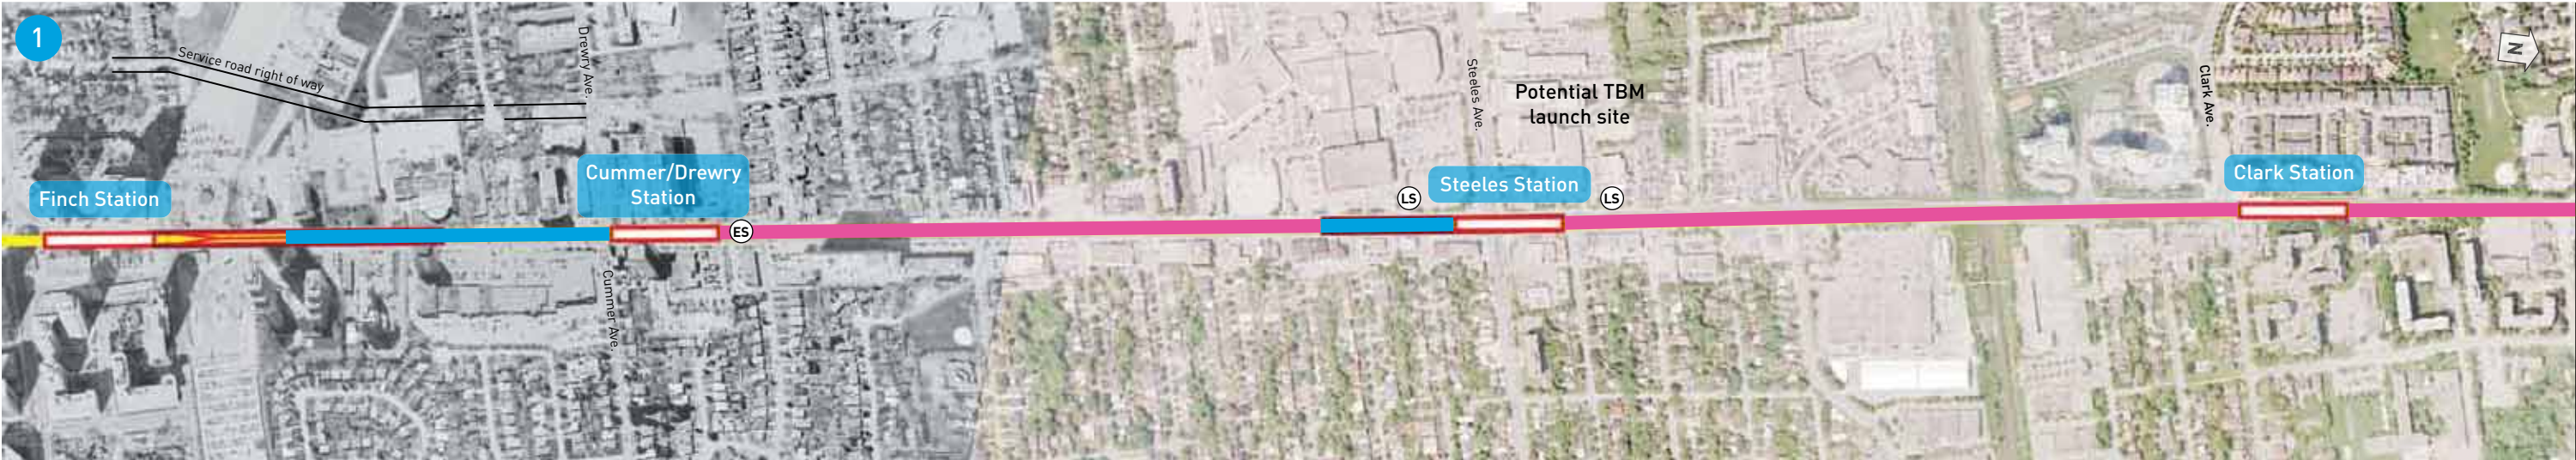 1
Service road right of way
Drewry Ave.
Finch Station
Cummer/Drewry
Station
ES
Cummer Ave.
LS
Steeles Station
LS
Steeles Ave.
Potential TBM
launch site
Clark Ave.
Clark Station
N